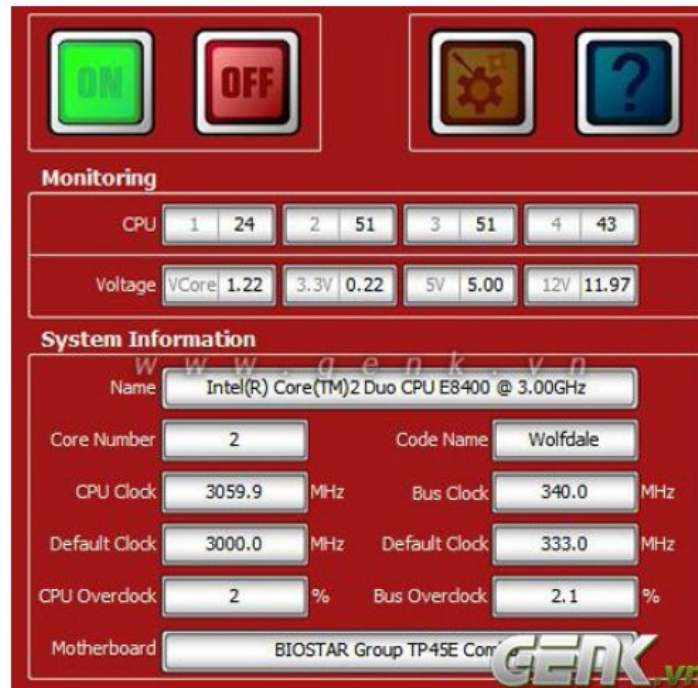 ON OFF ?
Monitoring
CPU 1 24 2 51 3 51 4 43
Voltage VCore 1.22 3.3V 0.22 5V 5.00 12V 11.97
System Information
www.genk.vn
Name Intel(R) Core(TM)2 Duo CPU E8400 @ 3.00GHz
Core Number 2 Code Name Wolfdale
CPU Clock 3059.9 MHz Bus Clock 340.0 MHz
Default Clock 3000.0 MHz Default Clock 333.0 MHz
CPU Overclock 2 % Bus Overclock 2.1 %
Motherboard BIOSTAR Group TP45E
GENK.vn